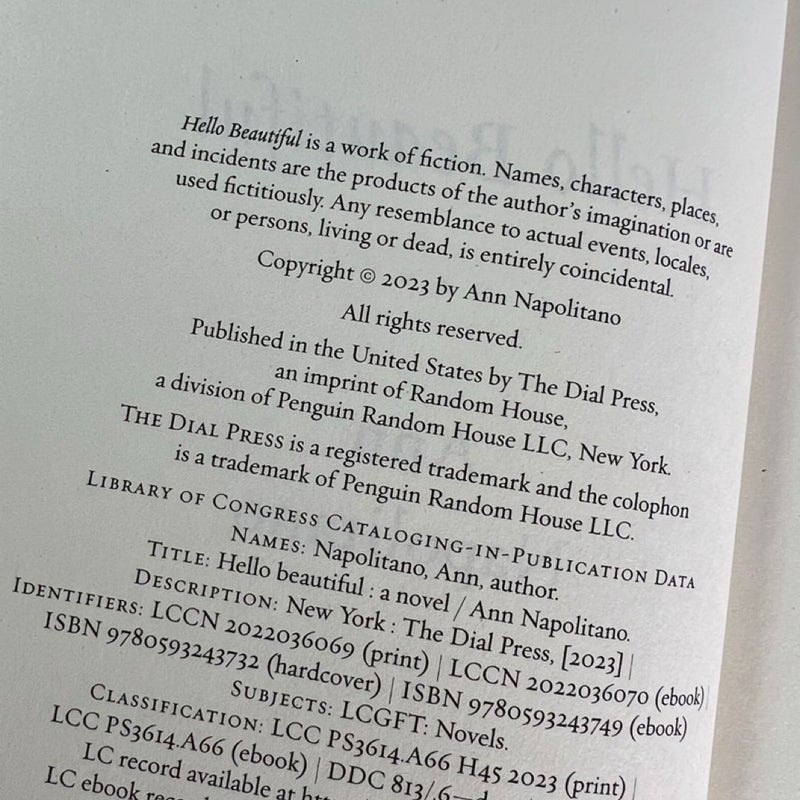 Hello Beautiful is a work of fiction. Names, characters, places,
and incidents are the products of the author's imagination or are
used fictitiously. Any resemblance to actual events, locales,
or persons, living or dead, is entirely coincidental.
Copyright © 2023 by Ann Napolitano
All rights reserved.
Published in the United States by The Dial Press,
an imprint of Random House,
a division of Penguin Random House LLC, New York.
THE DIAL PRESS is a registered trademark and the colophon
is a trademark of Penguin Random House LLC.
LIBRARY OF CONGRESS CATALOGING-IN-PUBLICATION DATA
NAMES: Napolitano, Ann, author.
TITLE: Hello beautiful : a novel / Ann Napolitano.
DESCRIPTION: New York : The Dial Press, [2023] |
IDENTIFIERS: LCCN 2022036069 (print) | LCCN 2022036070 (ebook) |
ISBN 9780593243732 (hardcover) | ISBN 9780593243749 (ebook)
SUBJECTS: LCGFT: Novels.
CLASSIFICATION: LCC PS3614.A66 H45 2023 (print) |
LCC PS3614.A66 (ebook) | DDC 813/.6—d
LC record available at
LC ebook